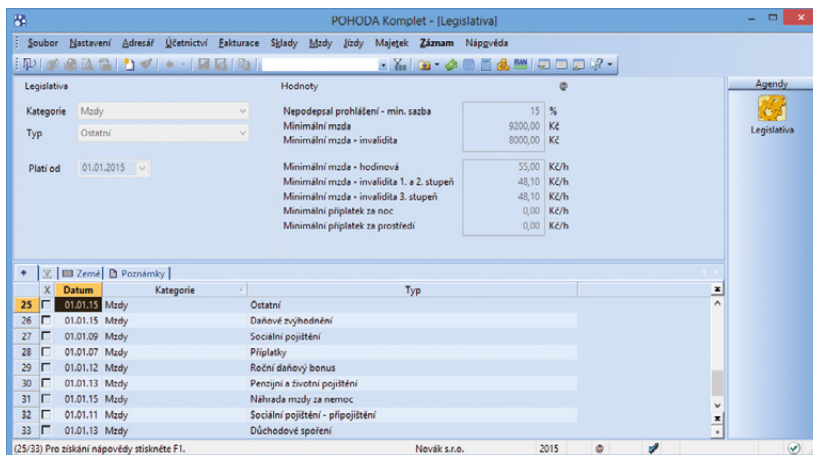 POHODA Komplet - [Legislativa]
Soubor Nastavení Adresář Účetnictví Fakturace Sklady Mzdy Jízdy Majetek Záznam Nápověda
Legislativa
Kategorie Mzdy
Typ Ostatní
Platí od 01.01.2015
Hodnoty
Nepodepsal prohlášení - min. sazba 15 %
Minimální mzda 9200,00 Kč
Minimální mzda - invalidita 8000,00 Kč
Minimální mzda - hodinová 55,00 Kč/h
Minimální mzda - invalidita 1. a 2. stupeň 48,10 Kč/h
Minimální mzda - invalidita 3. stupeň 48,10 Kč/h
Minimální příplatek za noc 0,00 Kč/h
Minimální příplatek za prostředí 0,00 Kč/h
Agendy
Legislativa
Země Poznámky
X Datum Kategorie Typ
25 01.01.15 Mzdy Ostatní
26 01.01.15 Mzdy Daňové zvýhodnění
27 01.01.09 Mzdy Sociální pojištění
28 01.01.07 Mzdy Příplatky
29 01.01.12 Mzdy Roční daňový bonus
30 01.01.13 Mzdy Penzijní a životní pojištění
31 01.01.15 Mzdy Náhrada mzdy za nemoc
32 01.01.11 Mzdy Sociální pojištění - připojištění
33 01.01.13 Mzdy Důchodové spoření
(25/33) Pro získání nápovědy stiskněte F1. Novák s.r.o. 2015